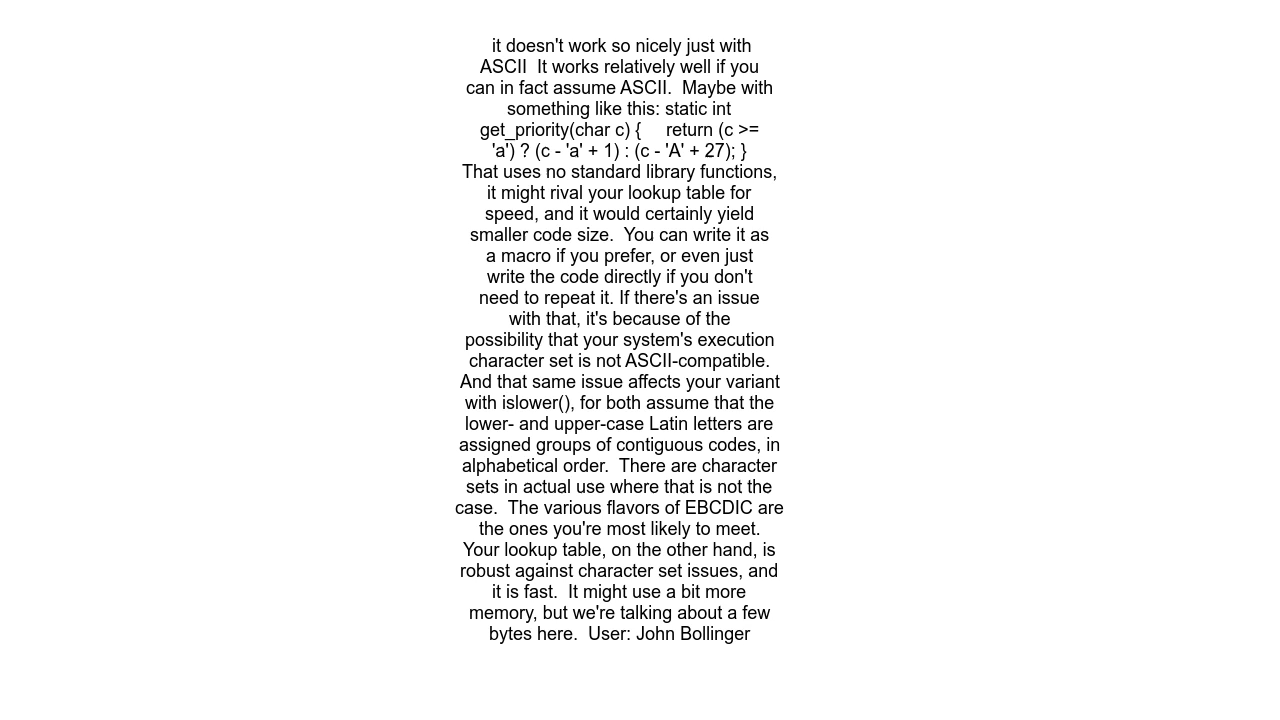 it doesn't work so nicely just with
ASCII  It works relatively well if you
can in fact assume ASCII.  Maybe with
something like this: static int
get_priority(char c) {     return (c >=
'a') ? (c - 'a' + 1) : (c - 'A' + 27); }
That uses no standard library functions,
it might rival your lookup table for
speed, and it would certainly yield
smaller code size.  You can write it as
a macro if you prefer, or even just
write the code directly if you don't
need to repeat it. If there's an issue
with that, it's because of the
possibility that your system's execution
character set is not ASCII-compatible.
And that same issue affects your variant
with islower(), for both assume that the
lower- and upper-case Latin letters are
assigned groups of contiguous codes, in
alphabetical order.  There are character
sets in actual use where that is not the
case.  The various flavors of EBCDIC are
the ones you're most likely to meet.
Your lookup table, on the other hand, is
robust against character set issues, and
it is fast.  It might use a bit more
memory, but we're talking about a few
bytes here.  User: John Bollinger